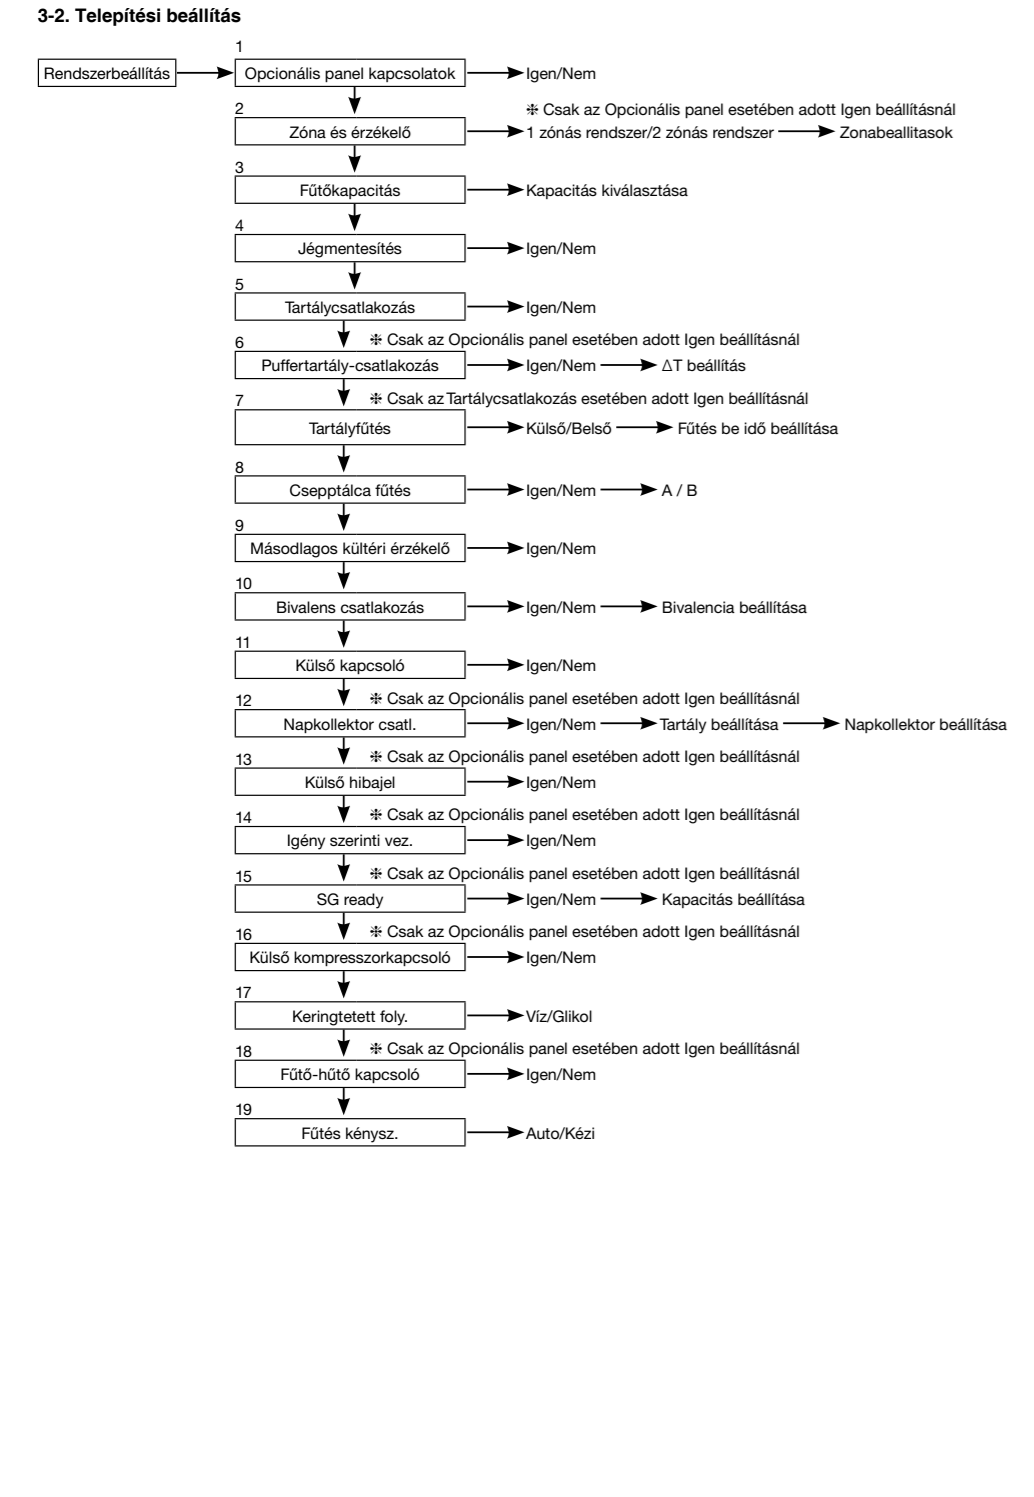 3-2. Telepítési beállítás
1
Rendszerbeállítás Opcionális panel kapcsolatok Igen/Nem
2 ❈ Csak az Opcionális panel esetében adott Igen beállításnál
Zóna és érzékelő 1 zónás rendszer/2 zónás rendszer Zonabeallitasok
3
Fűtőkapacitás Kapacitás kiválasztása
4
Jégmentesítés Igen/Nem
5
Tartálycsatlakozás Igen/Nem
6 ❈ Csak az Opcionális panel esetében adott Igen beállításnál
Puffertartály-csatlakozás Igen/Nem ΔT beállítás
7 ❈ Csak az Tartálycsatlakozás esetében adott Igen beállításnál
Tartályfűtés Külső/Belső Fűtés be idő beállítása
8
Csepptálca fűtés Igen/Nem A / B
9
Másodlagos kültéri érzékelő Igen/Nem
10
Bivalens csatlakozás Igen/Nem Bivalencia beállítása
11
Külső kapcsoló Igen/Nem
12 ❈ Csak az Opcionális panel esetében adott Igen beállításnál
Napkollektor csatl. Igen/Nem Tartály beállítása Napkollektor beállítása
13 ❈ Csak az Opcionális panel esetében adott Igen beállításnál
Külső hibajel Igen/Nem
14 ❈ Csak az Opcionális panel esetében adott Igen beállításnál
Igény szerinti vez. Igen/Nem
15 ❈ Csak az Opcionális panel esetében adott Igen beállításnál
SG ready Igen/Nem Kapacitás beállítása
16 ❈ Csak az Opcionális panel esetében adott Igen beállításnál
Külső kompresszorkapcsoló Igen/Nem
17
Keringtetett foly. Víz/Glikol
18 ❈ Csak az Opcionális panel esetében adott Igen beállításnál
Fűtő-hűtő kapcsoló Igen/Nem
19
Fűtés kénysz. Auto/Kézi